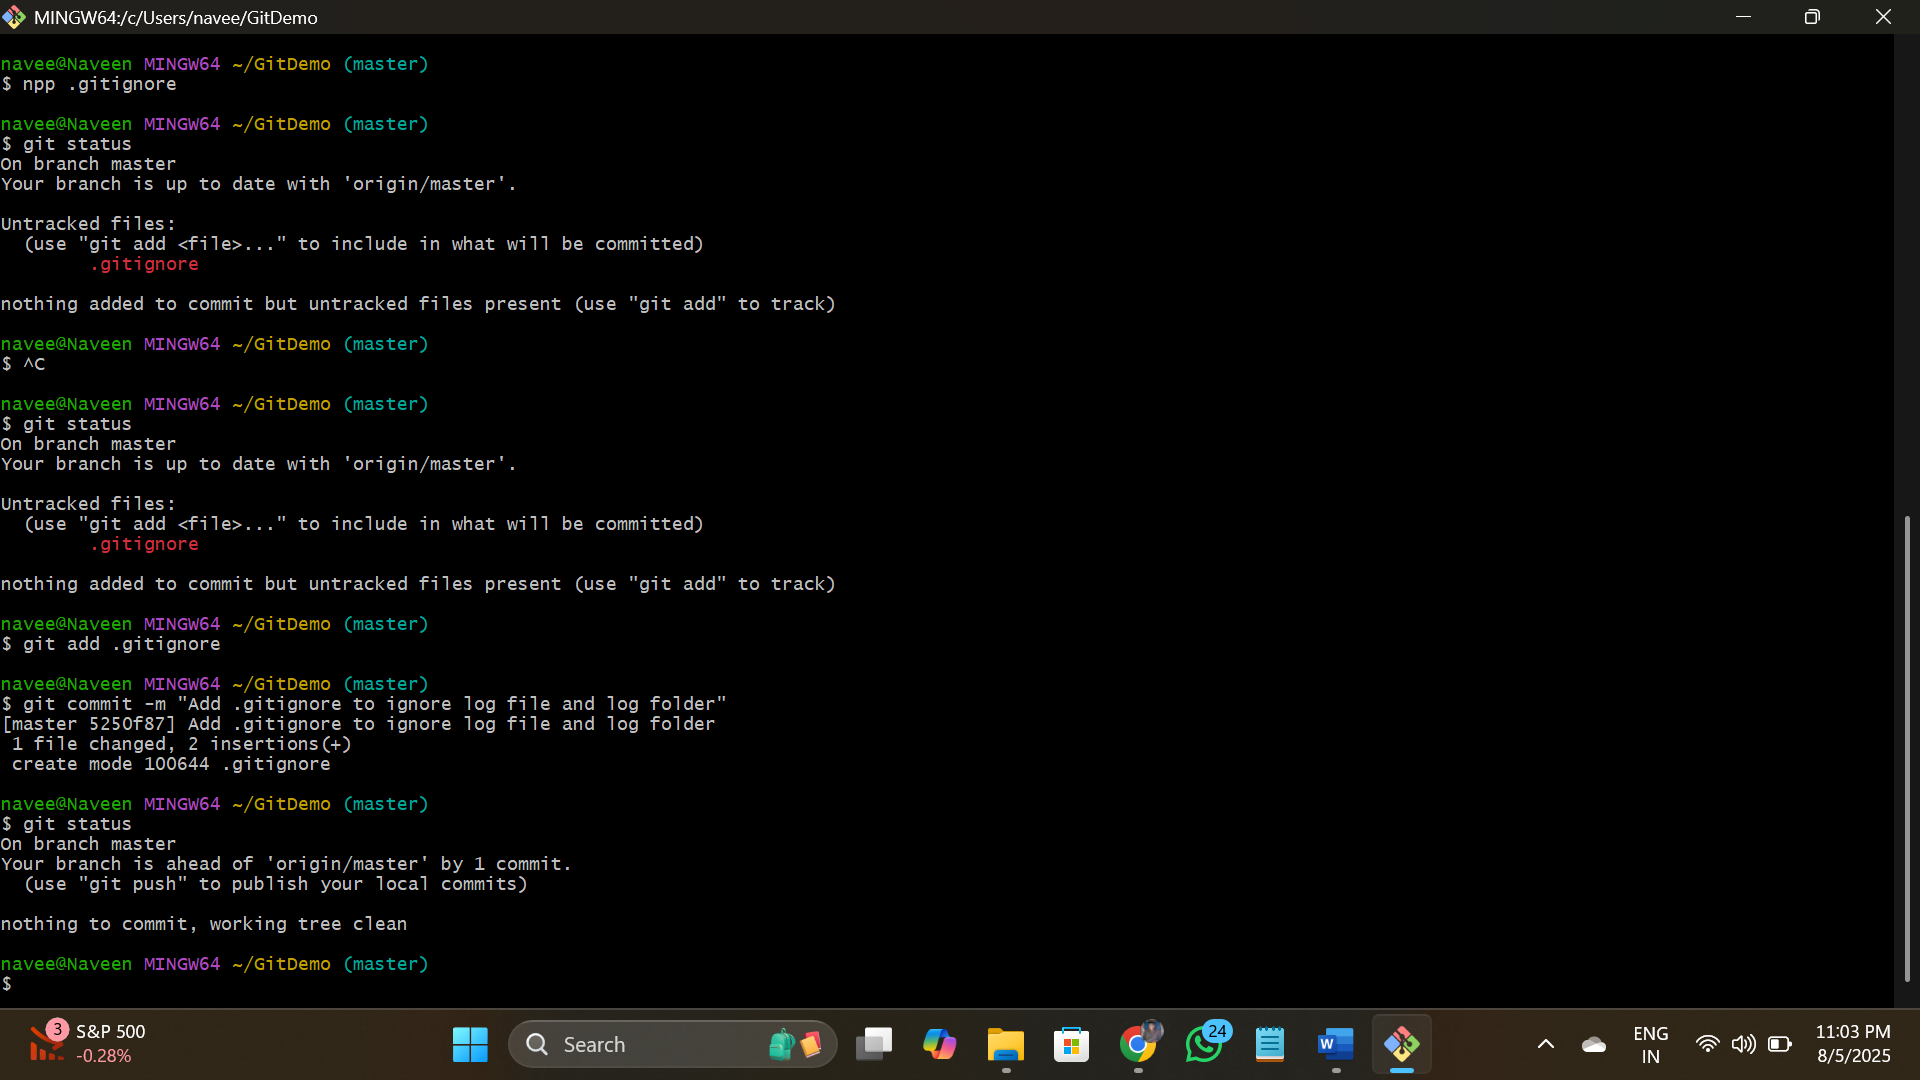 MINGW64:/c/Users/navee/GitDemo
navee@Naveen MINGW64 ~/GitDemo (master)
$ npp .gitignore
navee@Naveen MINGW64 ~/GitDemo (master)
$ git status
On branch master
Your branch is up to date with 'origin/master'.
Untracked files:
  (use "git add <file>..." to include in what will be committed)
        .gitignore
nothing added to commit but untracked files present (use "git add" to track)
navee@Naveen MINGW64 ~/GitDemo (master)
$ ^C
navee@Naveen MINGW64 ~/GitDemo (master)
$ git status
On branch master
Your branch is up to date with 'origin/master'.
Untracked files:
  (use "git add <file>..." to include in what will be committed)
        .gitignore
nothing added to commit but untracked files present (use "git add" to track)
navee@Naveen MINGW64 ~/GitDemo (master)
$ git add .gitignore
navee@Naveen MINGW64 ~/GitDemo (master)
$ git commit -m "Add .gitignore to ignore log file and log folder"
[master 5250f87] Add .gitignore to ignore log file and log folder
 1 file changed, 2 insertions(+)
 create mode 100644 .gitignore
navee@Naveen MINGW64 ~/GitDemo (master)
$ git status
On branch master
Your branch is ahead of 'origin/master' by 1 commit.
  (use "git push" to publish your local commits)
nothing to commit, working tree clean
navee@Naveen MINGW64 ~/GitDemo (master)
$
3
S&P 500
-0.28%
Search
24
W
ENG
IN
11:03 PM
8/5/2025